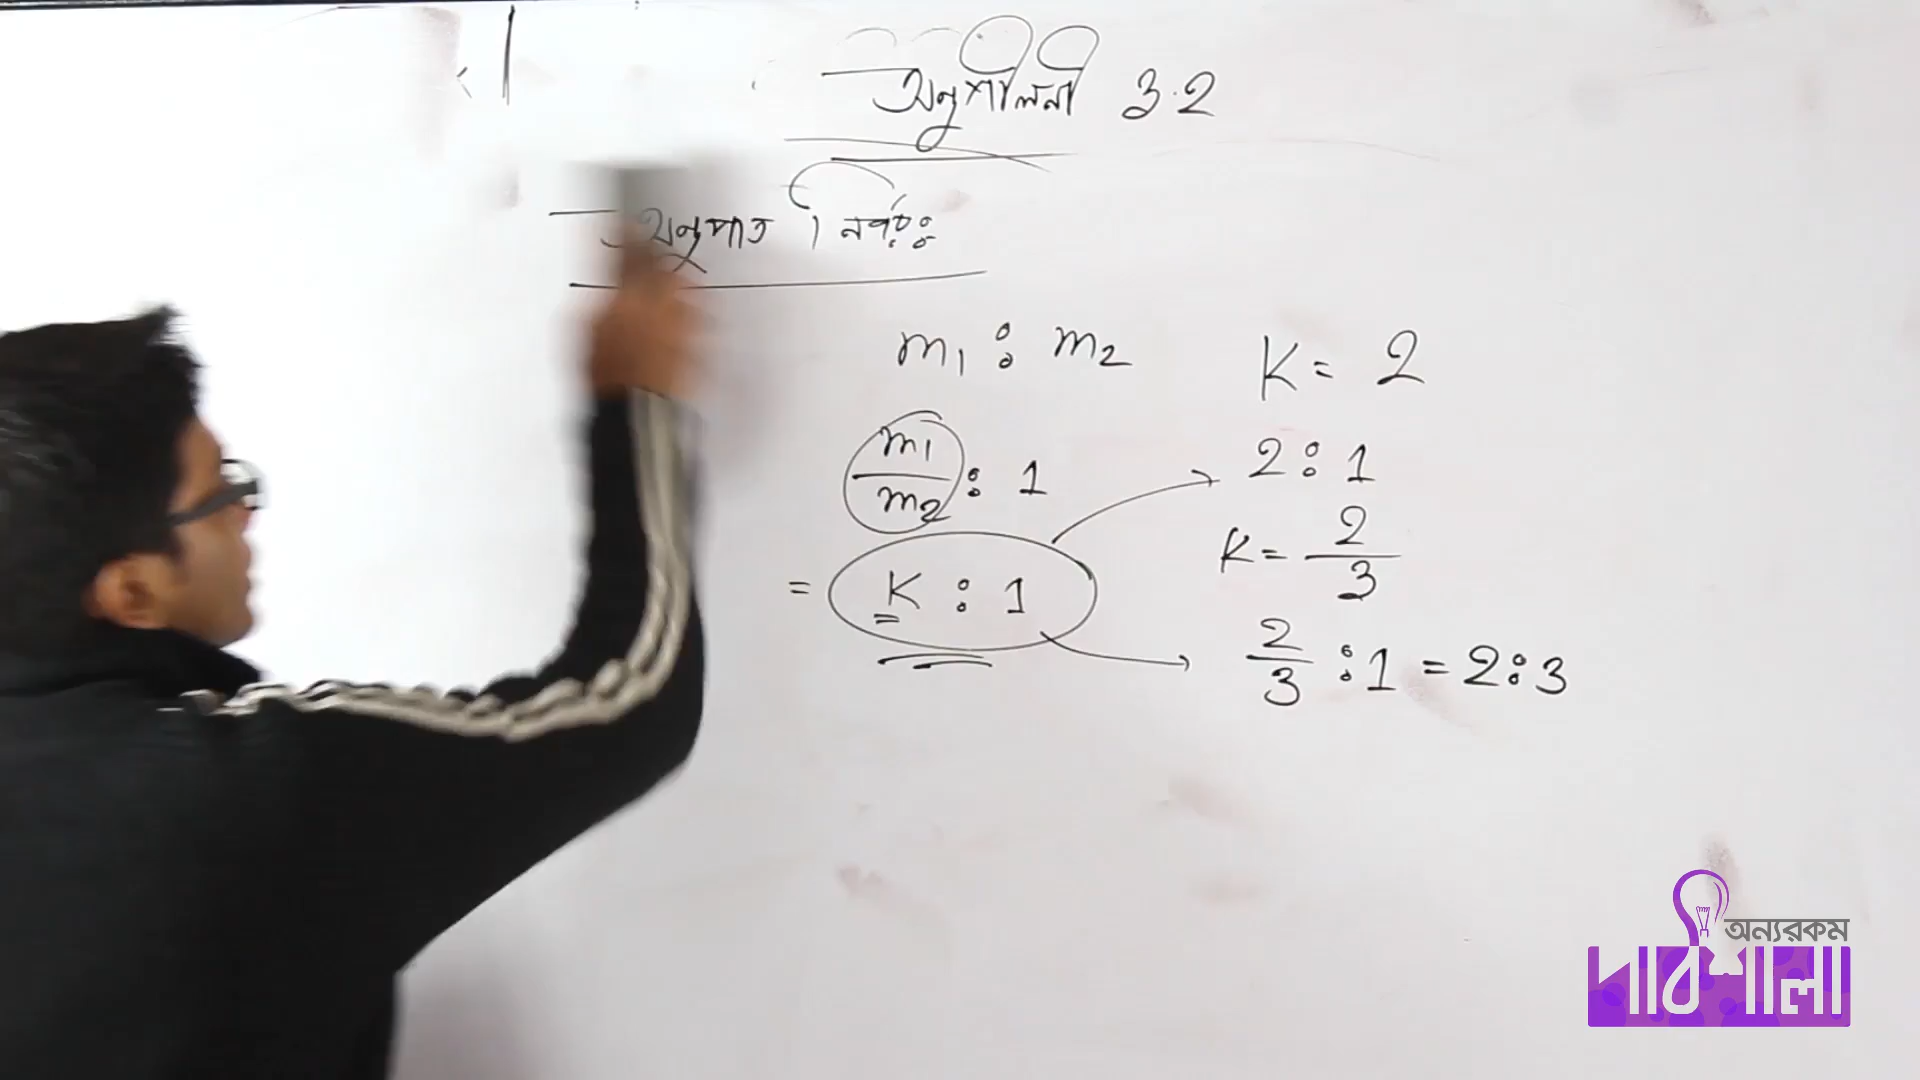 অনুশীলনী 3.2
অনুপাত নির্ণয়ঃ
m₁ : m₂
K = 2
m₁/m₂ : 1
2 : 1
K = 2/3
= K : 1
2/3 : 1 = 2 : 3
অন্যরকম
পাঠশালা